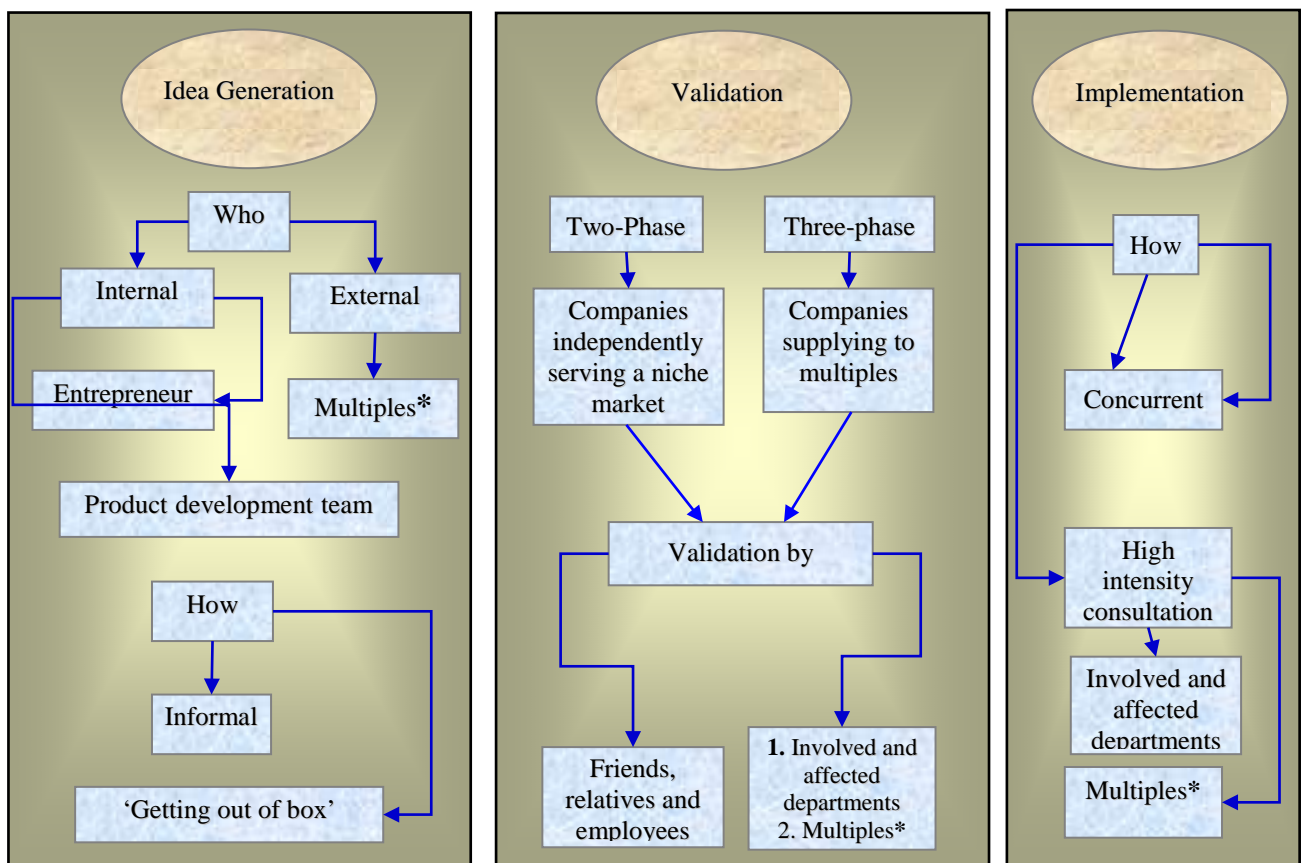 Idea Generation
Who
Internal
External
Entrepreneur
Multiples*
Product development team
How
Informal
‘Getting out of box’
Validation
Two-Phase
Three-phase
Companies
independently
serving a niche
market
Companies
supplying to
multiples
Validation by
Friends,
relatives and
employees
1. Involved and
affected
departments
2. Multiples*
Implementation
How
Concurrent
High
intensity
consultation
Involved and
affected
departments
Multiples*